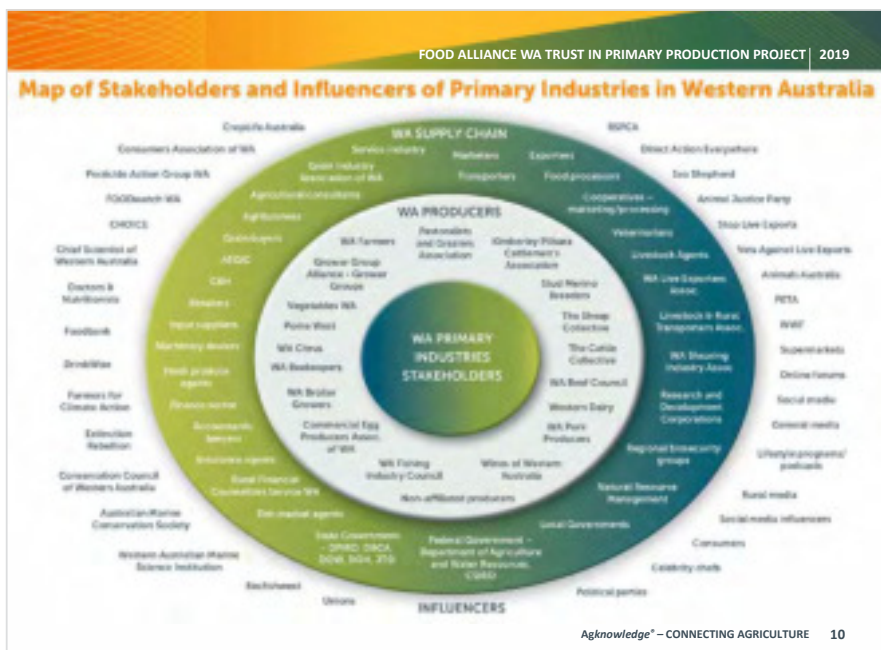 FOOD ALLIANCE WA TRUST IN PRIMARY PRODUCTION PROJECT 2019
Map of Stakeholders and Influencers of Primary Industries in Western Australia
CropLife Australia
Consumers Association of WA
Pesticide Action Group WA
FOODwatch WA
CHOICE
Chief Scientist of
Western Australia
Doctors &
Nutritionists
Foodbank
DrinkWise
Farmers for
Climate Action
Extinction
Rebellion
Conservation Council
of Western Australia
Australian Marine
Conservation Society
Western Australian Marine
Science Institution
Unions
WA SUPPLY CHAIN
Service industry
Grain Industry
Association of WA
Agricultural consultants
Agribusiness
Grain buyers
AEGIC
CBH
Retailers
Input suppliers
Machinery dealers
Fresh produce
agents
Finance sector
Accountants
lawyers
Insurance agents
Rural Financial
Counsellors Service WA
Fish market agents
State Government
– DPIRD, DBCA,
Federal Government –
Department of Agriculture
and Water Resources,
CSIRO
Local Governments
Natural Resource
Management
Regional biosecurity
groups
Research and
Development
Corporations
WA Shearing
Industry Assoc
Livestock & Rural
Transporters Assoc.
WA Live Exporters
Assoc.
Livestock Agents
Veterinarians
Cooperatives –
marketing/processing
Food processors
Exporters
Marketers
Transporters
WA PRODUCERS
WA Farmers
Pastoralists
and Graziers
Association
Kimberley Pilbara
Cattlemen's
Association
Grower Group
Alliance - Grower
Groups
Stud Merino
Breeders
Vegetables WA
Pome West
WA Citrus
WA Beekeepers
WA Broiler
Growers
Commercial Egg
Producers Assoc.
of WA
The Sheep
Collective
The Cattle
Collective
WA Beef Council
Western Dairy
WA Pork
Producers
WA Fishing
Industry Council
Wines of Western
Australia
Non-affiliated producers
WA PRIMARY
INDUSTRIES
STAKEHOLDERS
RSPCA
Direct Action Everywhere
Sea Shepherd
Animal Justice Party
Stop Live Exports
Vets Against Live Exports
Animals Australia
PETA
WWF
Supermarkets
Online forums
Social media
General media
Lifestyle programs/
podcasts
Rural media
Social media influencers
Consumers
Celebrity chefs
Political parties
INFLUENCERS
Agknowledge® – CONNECTING AGRICULTURE 10